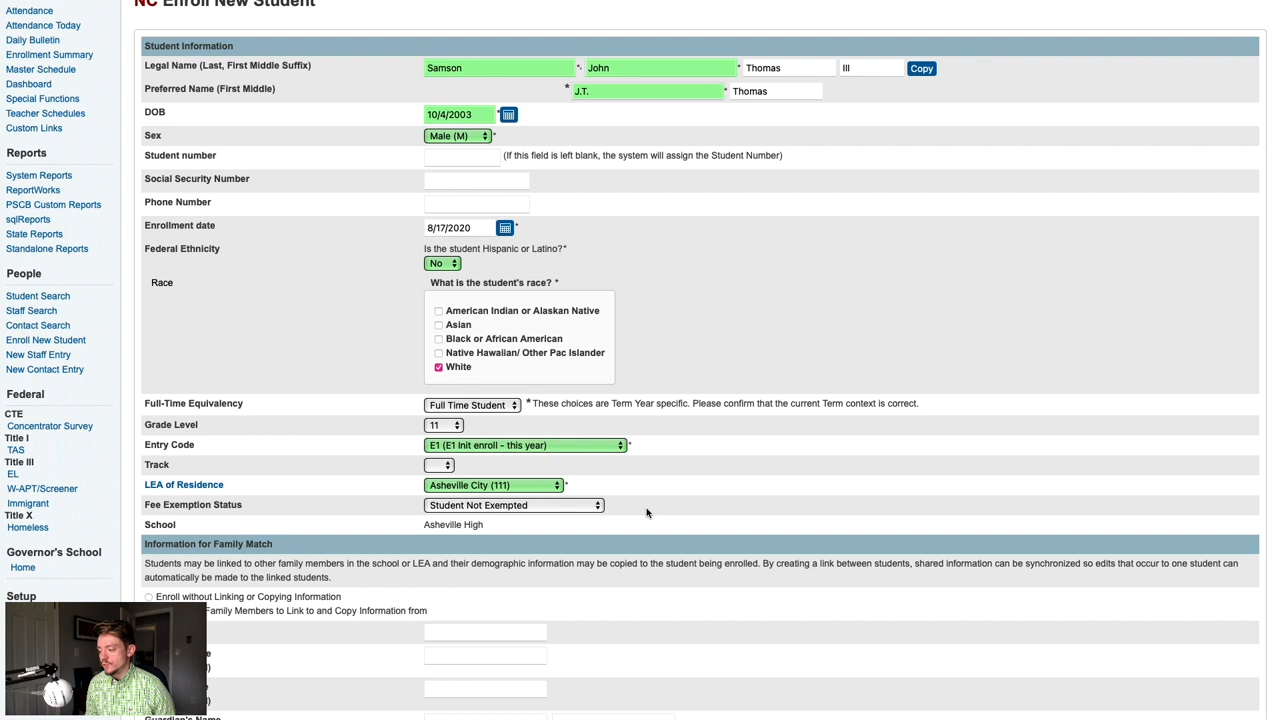 NC Enroll New Student
Attendance
Attendance Today
Daily Bulletin
Enrollment Summary
Master Schedule
Dashboard
Special Functions
Teacher Schedules
Custom Links
Reports
System Reports
ReportWorks
PSCB Custom Reports
sqlReports
State Reports
Standalone Reports
People
Student Search
Staff Search
Contact Search
Enroll New Student
New Staff Entry
New Contact Entry
Federal
CTE
Concentrator Survey
Title I
TAS
Title III
EL
W-APT/Screener
Immigrant
Title X
Homeless
Governor's School
Home
Setup
Student Information
Legal Name (Last, First Middle Suffix) Samson *, John * Thomas III Copy
Preferred Name (First Middle) * J.T. * Thomas
DOB 10/4/2003 *
Sex Male (M) *
Student number (If this field is left blank, the system will assign the Student Number)
Social Security Number
Phone Number
Enrollment date 8/17/2020 *
Federal Ethnicity Is the student Hispanic or Latino?*
No
Race What is the student's race? *
American Indian or Alaskan Native
Asian
Black or African American
Native Hawaiian/ Other Pac Islander
White
Full-Time Equivalency Full Time Student * These choices are Term Year specific. Please confirm that the current Term context is correct.
Grade Level 11
Entry Code E1 (E1 Init enroll - this year) *
Track
LEA of Residence Asheville City (111) *
Fee Exemption Status Student Not Exempted
School Asheville High
Information for Family Match
Students may be linked to other family members in the school or LEA and their demographic information may be copied to the student being enrolled. By creating a link between students, shared information can be synchronized so edits that occur to one student can
automatically be made to the linked students.
Enroll without Linking or Copying Information
Family Members to Link to and Copy Information from
Guardian's Name